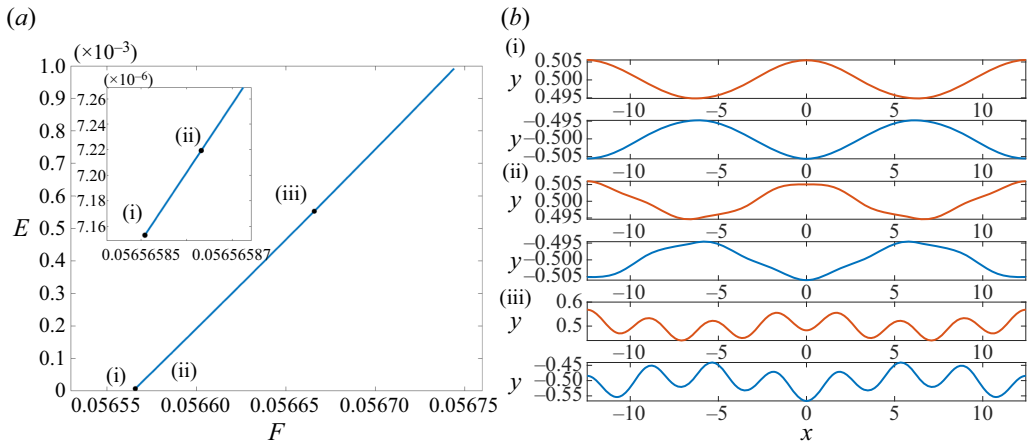 (a)
(×10–3)
1.0
0.9
0.8
0.7
0.6
E 0.5
0.4
0.3
0.2
0.1
0
(×10–6)
7.26
7.24
7.22
7.20
7.18
7.16
(ii)
(i)
0.05656585 0.05656587
(iii)
(i) (ii)
0.05655 0.05660 0.05665 0.05670 0.05675
F
(b)
(i)
y 0.505
0.500
0.495
–10 –5 0 5 10
y –0.495
–0.500
–0.505
–10 –5 0 5 10
(ii)
y 0.505
0.495
–10 –5 0 5 10
y –0.495
–0.505
–10 –5 0 5 10
(iii)
y 0.6
0.5
–10 –5 0 5 10
y –0.45
–0.50
–0.55
–10 –5 0 5 10
x